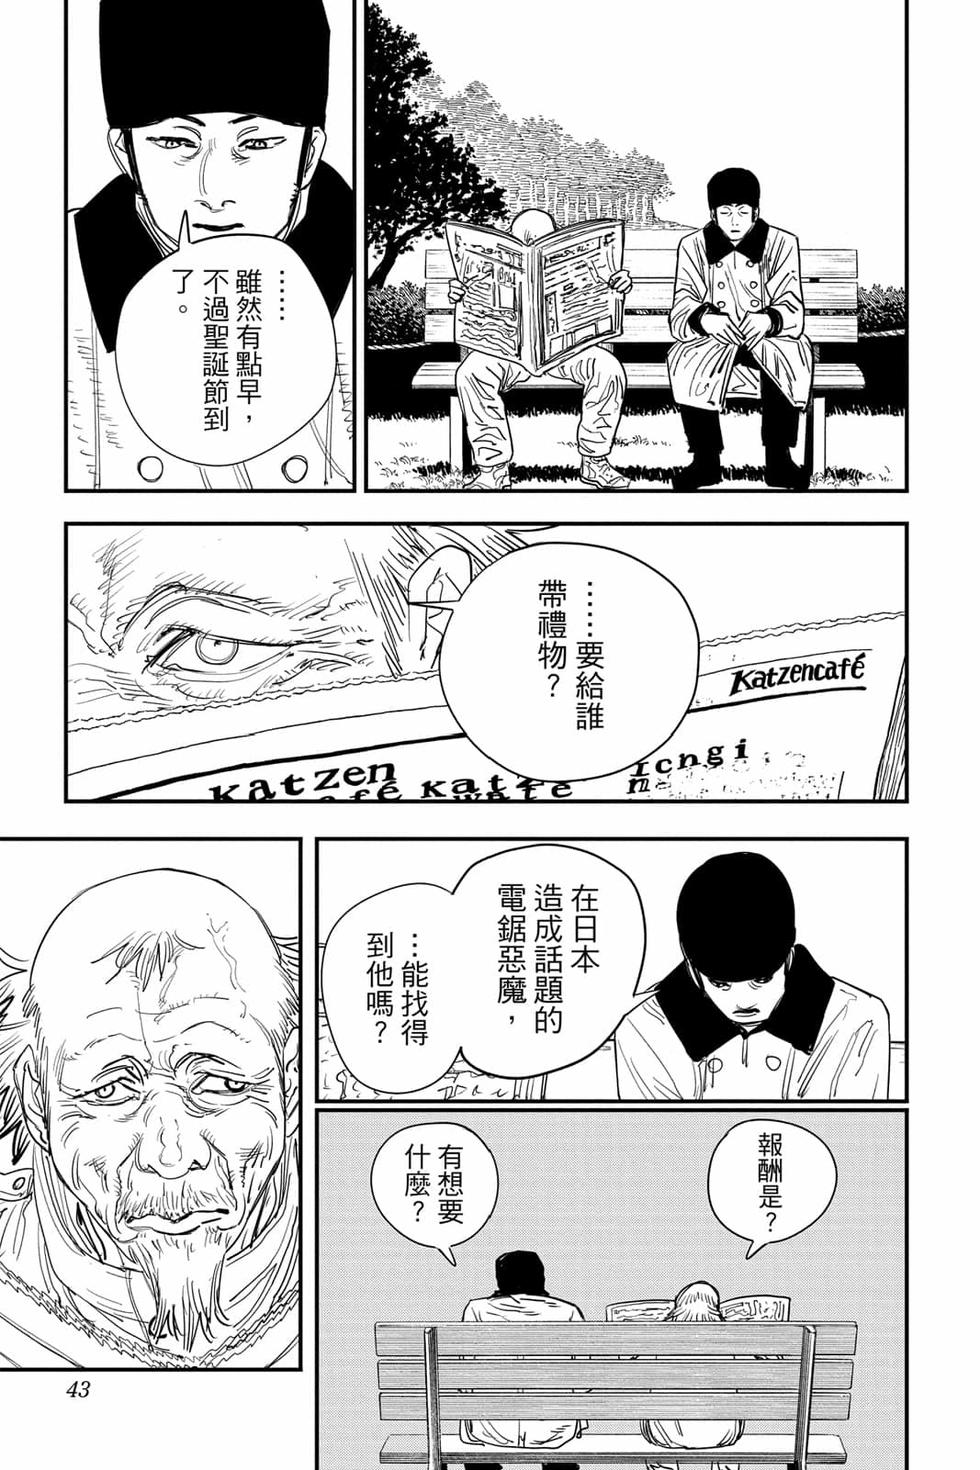 ……
雖然有點早，
不過聖誕節到
了。
……要給誰
帶禮物？
Katzencafé
Katzen
Icngi
在日本
造成話題的
電鋸惡魔，
…能找得
到他嗎？
報酬是？
有想要
什麼？
43